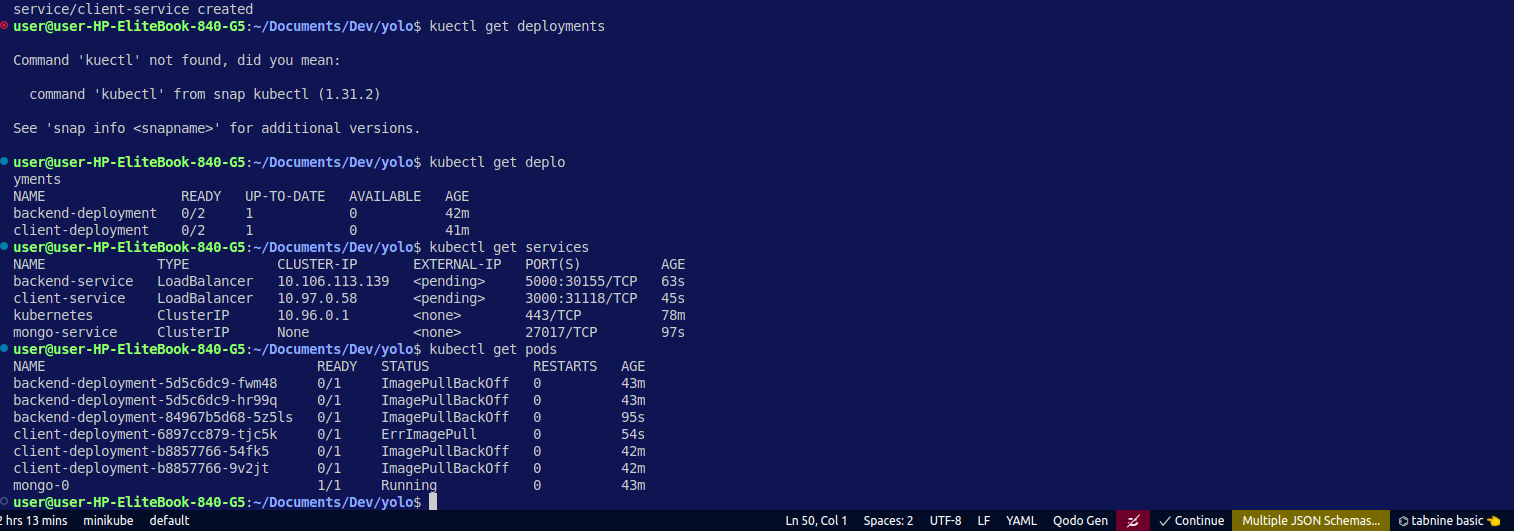 service/client-service created
user@user-HP-EliteBook-840-G5:~/Documents/Dev/yolo$ kuectl get deployments
Command 'kuectl' not found, did you mean:
command 'kubectl' from snap kubectl (1.31.2)
See 'snap info <snapname>' for additional versions.
user@user-HP-EliteBook-840-G5:~/Documents/Dev/yolo$ kubectl get deplo
yments
NAME READY UP-TO-DATE AVAILABLE AGE
backend-deployment 0/2 1 0 42m
client-deployment 0/2 1 0 41m
user@user-HP-EliteBook-840-G5:~/Documents/Dev/yolo$ kubectl get services
NAME TYPE CLUSTER-IP EXTERNAL-IP PORT(S) AGE
backend-service LoadBalancer 10.106.113.139 <pending> 5000:30155/TCP 63s
client-service LoadBalancer 10.97.0.58 <pending> 3000:31118/TCP 45s
kubernetes ClusterIP 10.96.0.1 <none> 443/TCP 78m
mongo-service ClusterIP None <none> 27017/TCP 97s
user@user-HP-EliteBook-840-G5:~/Documents/Dev/yolo$ kubectl get pods
NAME READY STATUS RESTARTS AGE
backend-deployment-5d5c6dc9-fwm48 0/1 ImagePullBackOff 0 43m
backend-deployment-5d5c6dc9-hr99q 0/1 ImagePullBackOff 0 43m
backend-deployment-84967b5d68-5z5ls 0/1 ImagePullBackOff 0 95s
client-deployment-6897cc879-tjc5k 0/1 ErrImagePull 0 54s
client-deployment-b8857766-54fk5 0/1 ImagePullBackOff 0 42m
client-deployment-b8857766-9v2jt 0/1 ImagePullBackOff 0 42m
mongo-0 1/1 Running 0 43m
user@user-HP-EliteBook-840-G5:~/Documents/Dev/yolo$
2 hrs 13 mins minikube default Ln 50, Col 1 Spaces: 2 UTF-8 LF YAML Qodo Gen Continue Multiple JSON Schemas... tabnine basic